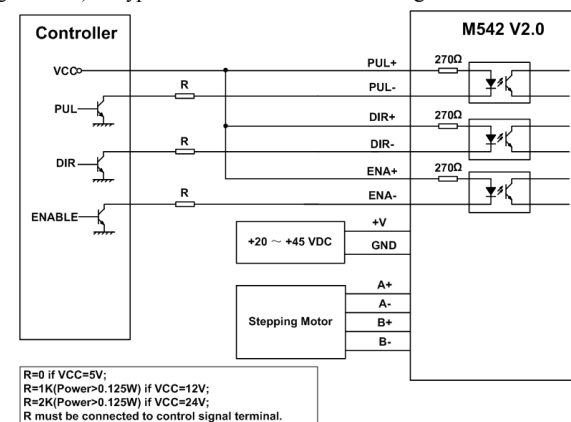 Controller
M542 V2.0
VCC
PUL+
270Ω
R
PUL-
PUL
DIR+
270Ω
R
DIR-
DIR
ENA+
270Ω
R
ENA-
ENABLE
+V
+20 ～ +45 VDC
GND
A+
A-
Stepping Motor
B+
B-
R=0 if VCC=5V;
R=1K(Power>0.125W) if VCC=12V;
R=2K(Power>0.125W) if VCC=24V;
R must be connected to control signal terminal.